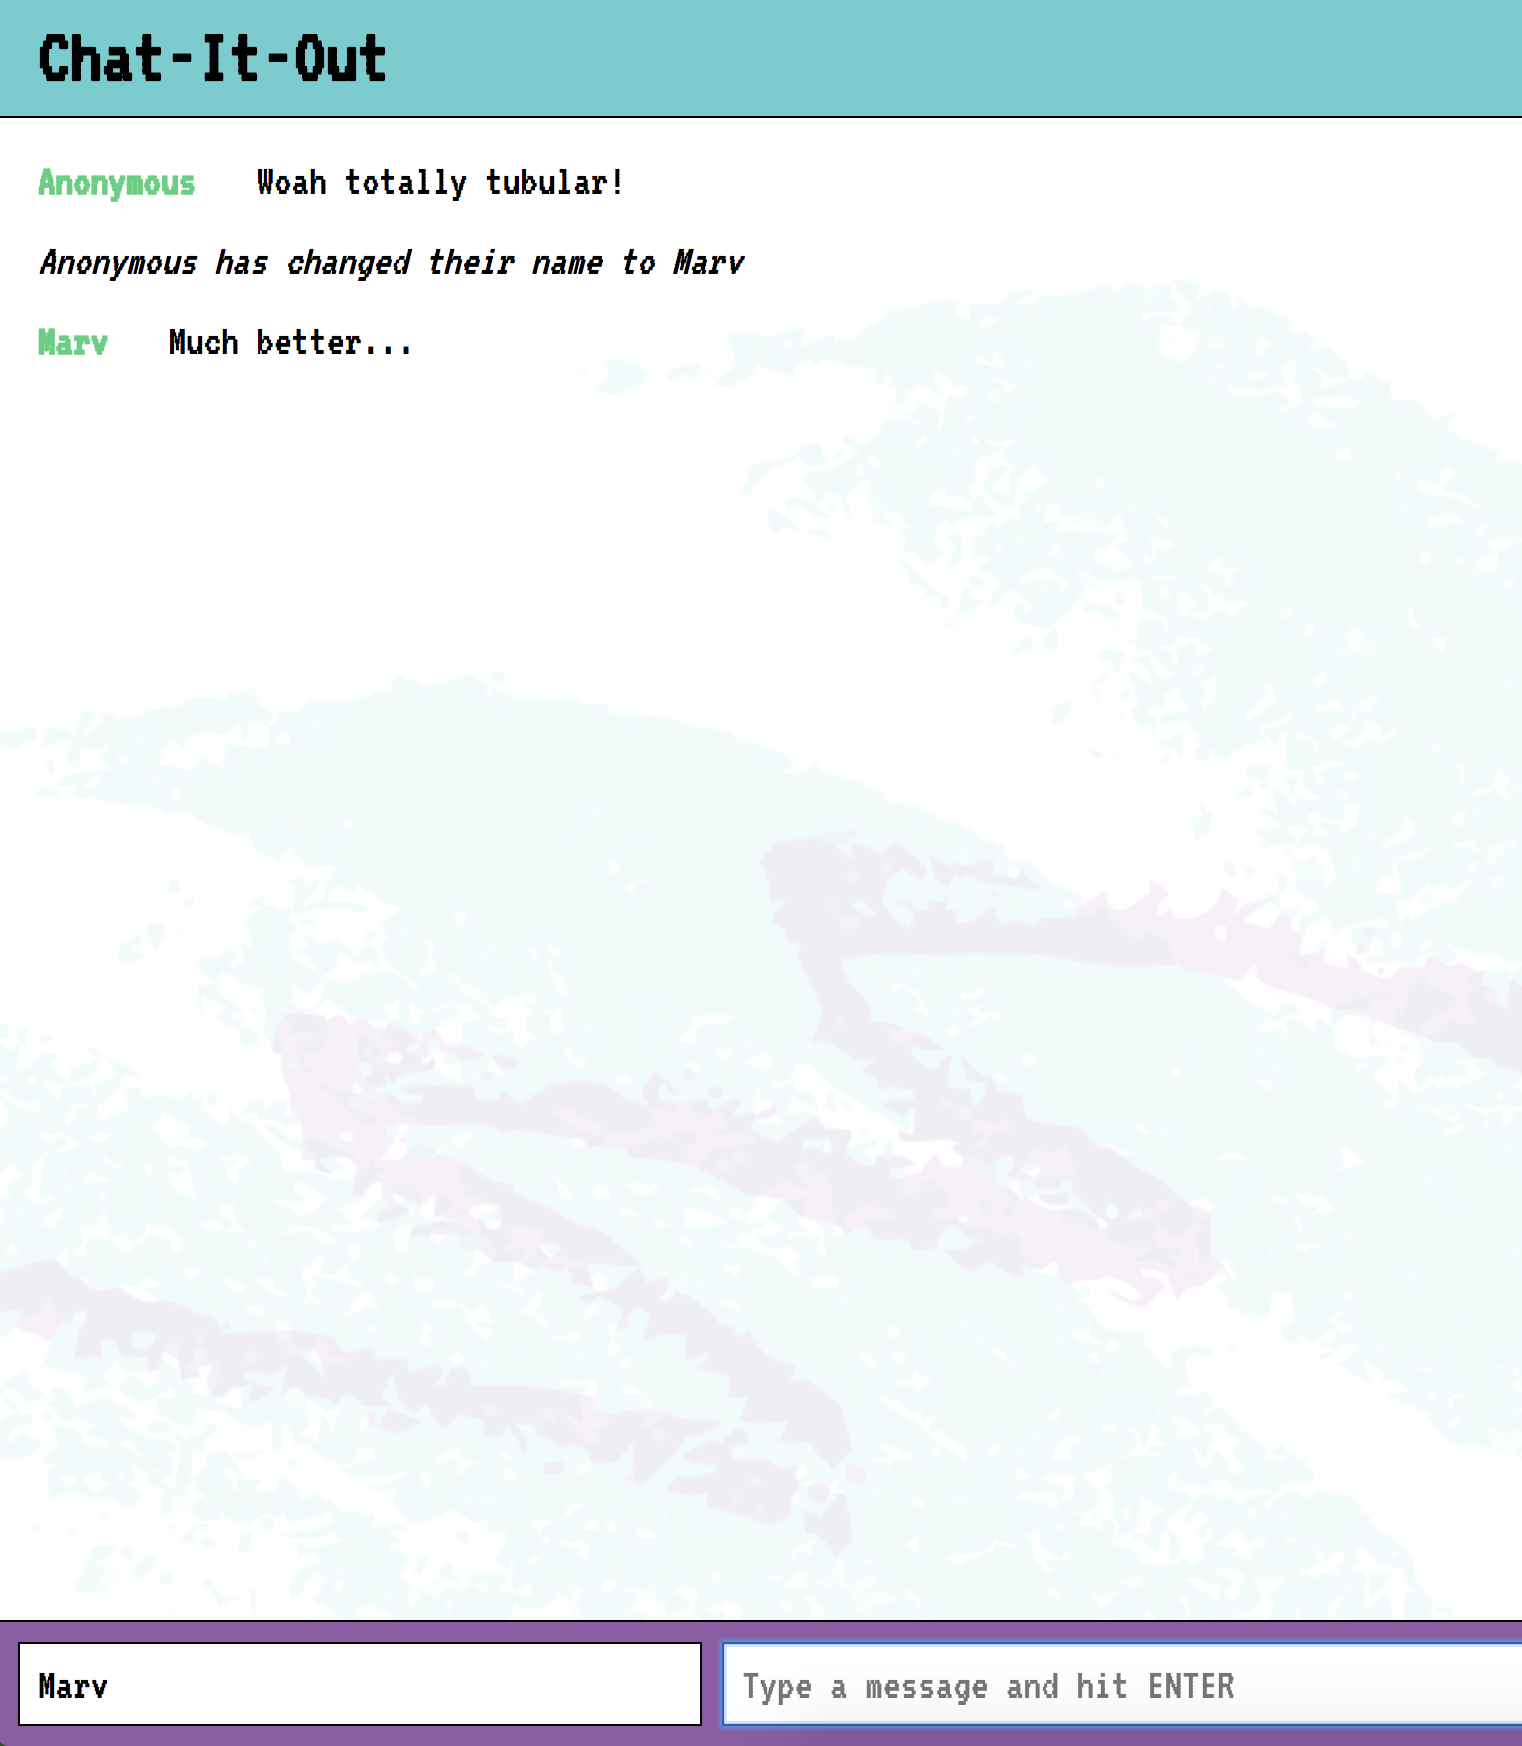 Chat-It-Out
Anonymous Woah totally tubular!
Anonymous has changed their name to Marv
Marv Much better...
Marv
Type a message and hit ENTER